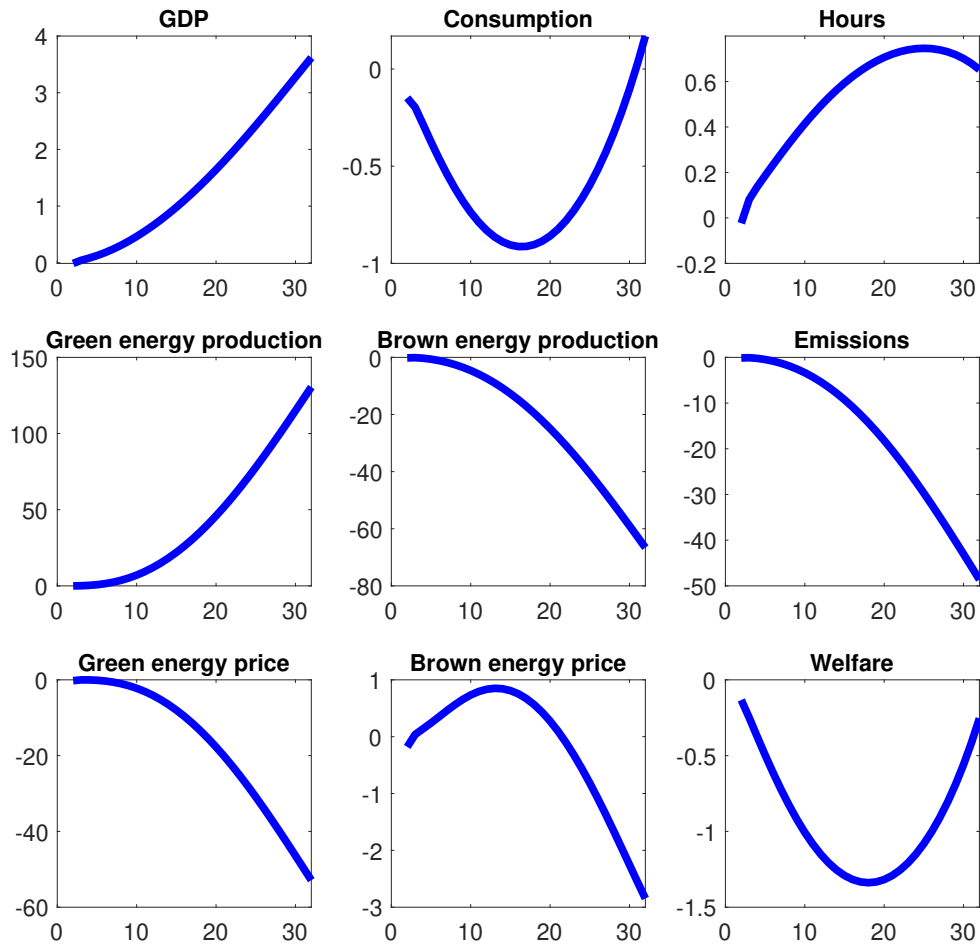 GDP
4
3
2
1
0
0 10 20 30
Consumption
0
-0.5
-1
0 10 20 30
Hours
0.6
0.4
0.2
0
-0.2
0 10 20 30
Green energy production
150
100
50
0
0 10 20 30
Brown energy production
0
-20
-40
-60
-80
0 10 20 30
Emissions
0
-10
-20
-30
-40
-50
0 10 20 30
Green energy price
0
-20
-40
-60
0 10 20 30
Brown energy price
1
0
-1
-2
-3
0 10 20 30
Welfare
0
-0.5
-1
-1.5
0 10 20 30